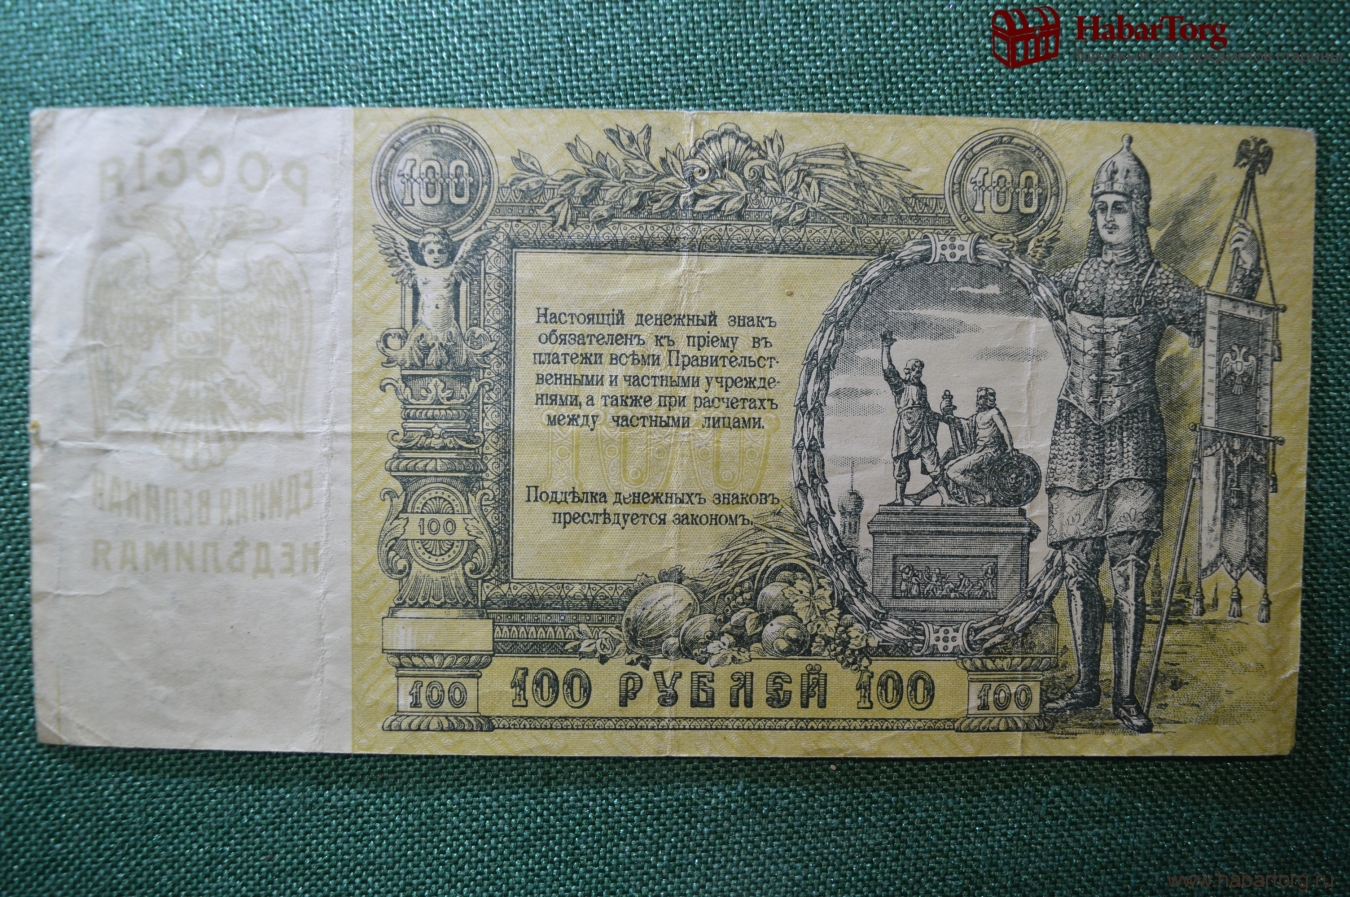 HabarTorg
РОССІЯ
100 100
Настоящій денежный знакъ
обязателенъ къ пріему въ
платежи всѣми Правительст-
венными и частными учрежде-
ніями, а также при расчетахъ
между частными лицами.
100
ЕДИНАЯ ВЕЛИКАЯ
НЕДѢЛИМАЯ
Поддѣлка денежныхъ знаковъ
преслѣдуется закономъ.
100
100 100 РУБЛЕЙ 100 100
www.habartorg.ru